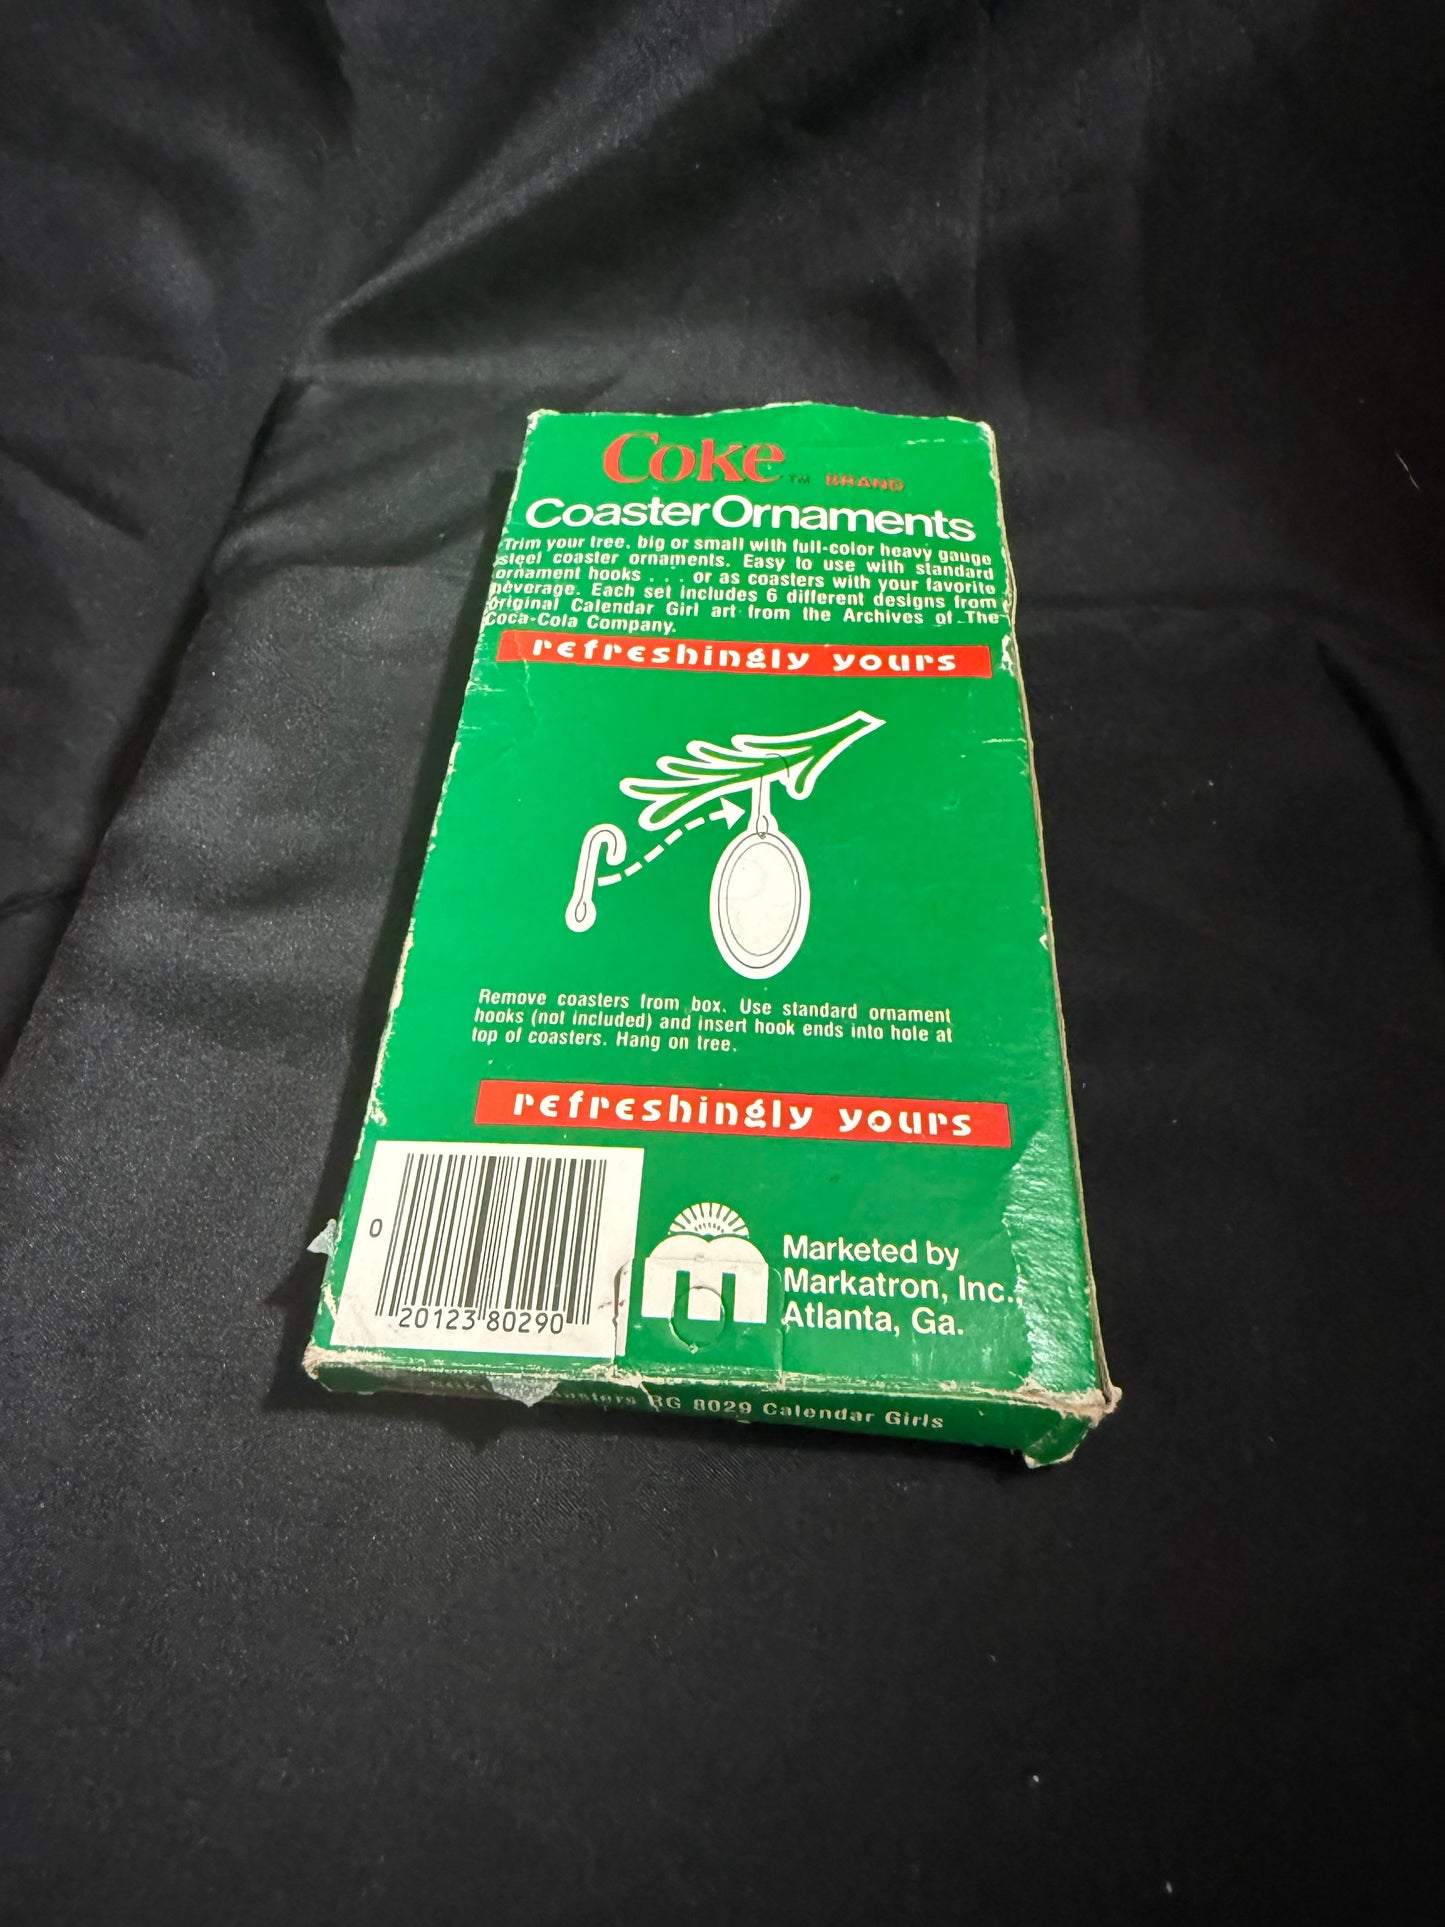 Coke TM BRAND
Coaster Ornaments
Trim your tree, big or small with full-color heavy gauge
steel coaster ornaments. Easy to use with standard
ornament hooks . . . or as coasters with your favorite
beverage. Each set includes 6 different designs from
original Calendar Girl art from the Archives of The
Coca-Cola Company.
refreshingly yours
Remove coasters from box. Use standard ornament
hooks (not included) and insert hook ends into hole at
top of coasters. Hang on tree.
refreshingly yours
0
20123 80290
Marketed by
Markatron, Inc.,
Atlanta, Ga.
BG 8029 Calendar Girls